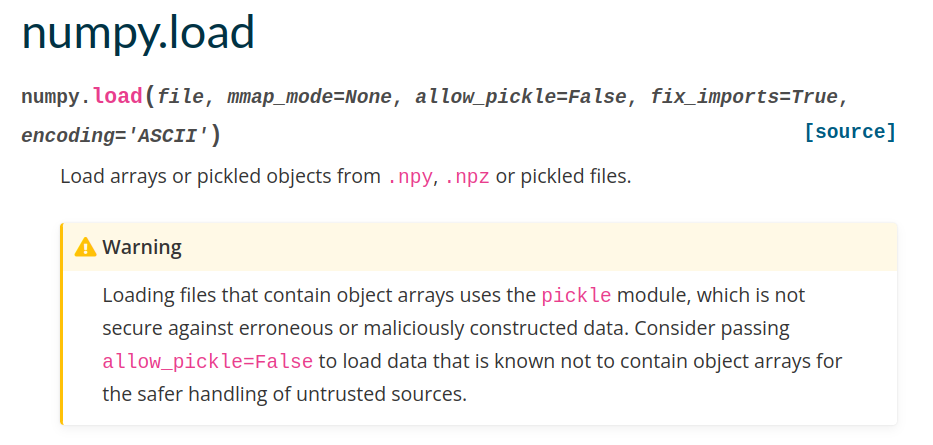 numpy.load
numpy.load(file, mmap_mode=None, allow_pickle=False, fix_imports=True,
encoding='ASCII') [source]
Load arrays or pickled objects from .npy, .npz or pickled files.
Warning
Loading files that contain object arrays uses the pickle module, which is not
secure against erroneous or maliciously constructed data. Consider passing
allow_pickle=False to load data that is known not to contain object arrays for
the safer handling of untrusted sources.